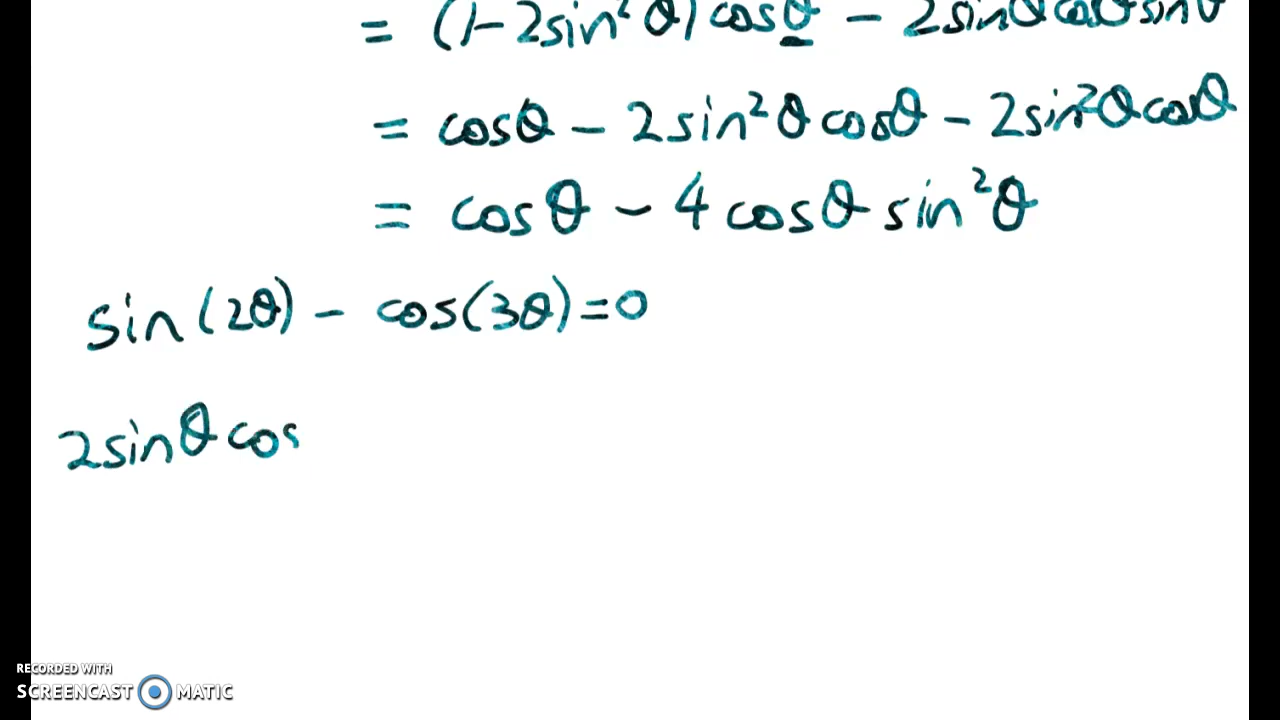 = (1-2sin²θ) cosθ - 2sinθcosθsinθ
= cosθ - 2sin²θcosθ - 2sin²θcosθ
= cosθ - 4cosθsin²θ
sin(2θ) - cos(3θ)=0
2sinθcos
RECORDED WITH
SCREENCAST MATIC